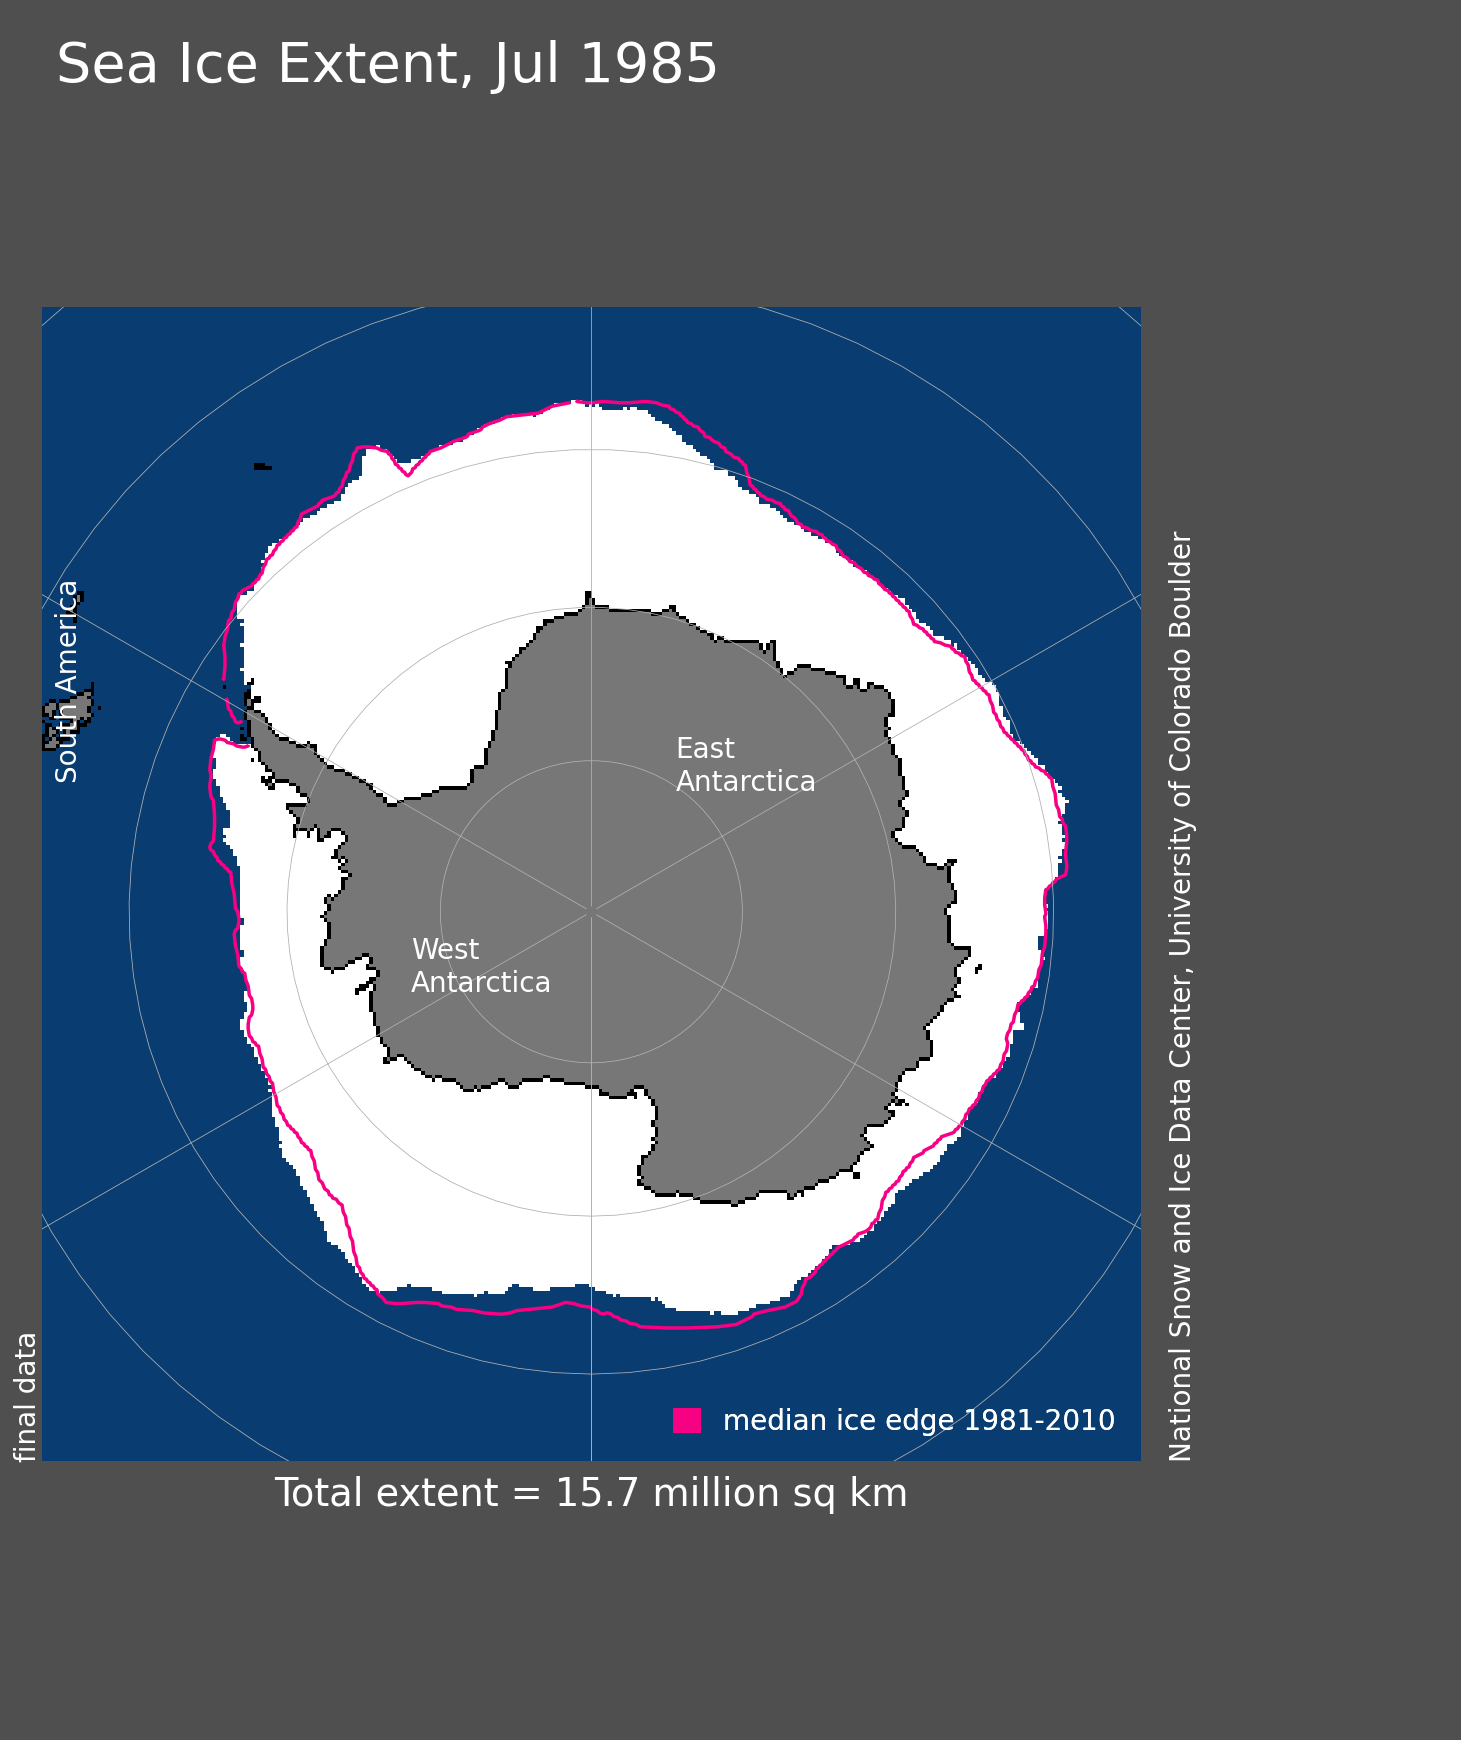 Sea Ice Extent, Jul 1985
South America
East
Antarctica
West
Antarctica
median ice edge 1981-2010
final data
National Snow and Ice Data Center, University of Colorado Boulder
Total extent = 15.7 million sq km